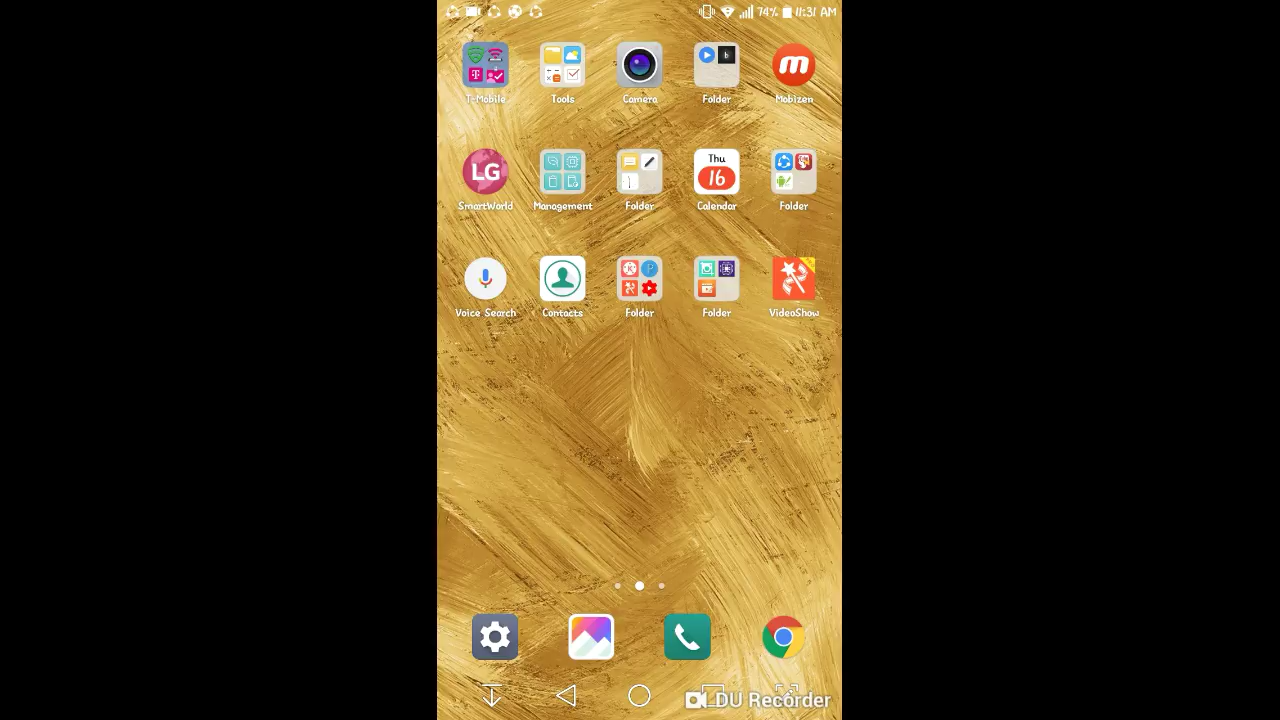 74% 11:31 AM
T-Mobile Tools Camera Folder Mobizen
LG
Thu
16
SmartWorld Management Folder Calendar Folder
Voice Search Contacts Folder Folder VideoShow
DU Recorder